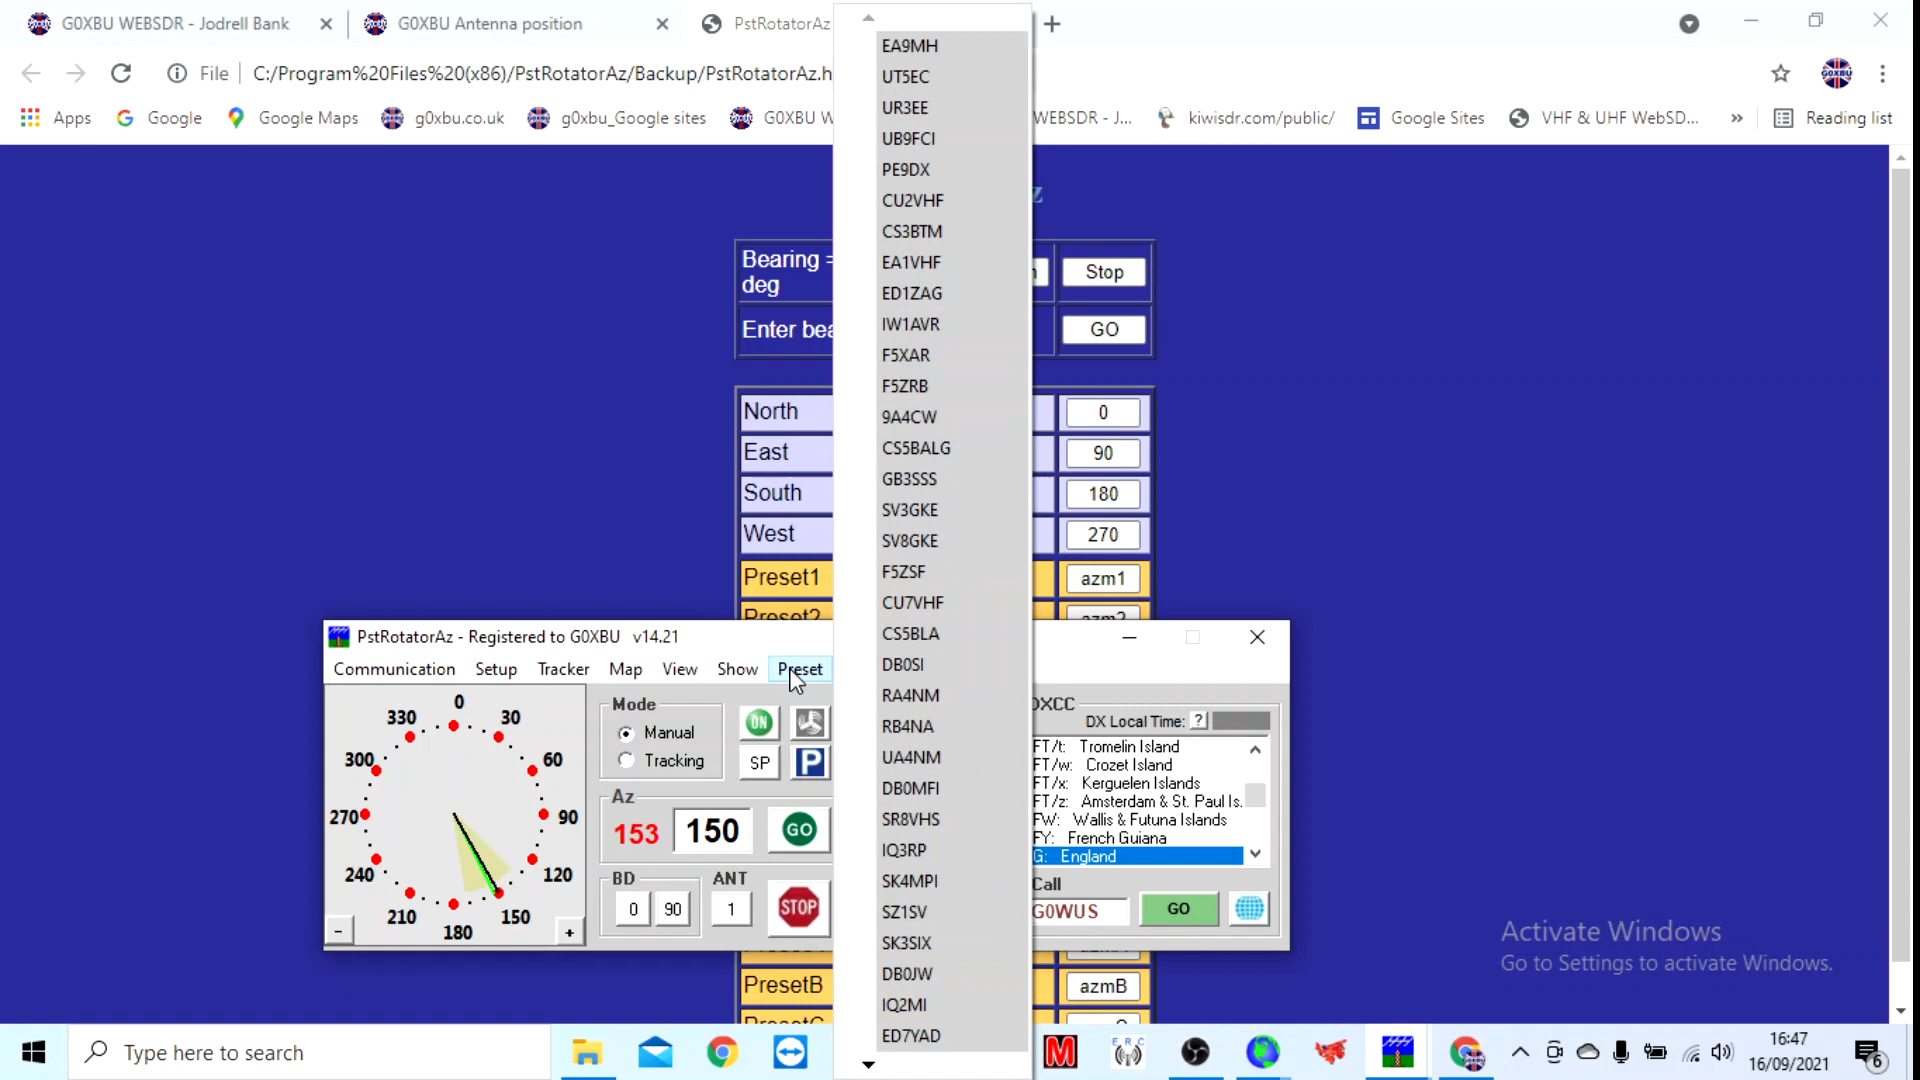 G0XBU WEBSDR - Jodrell Bank
G0XBU Antenna position
PstRotatorAz
File
C:/Program%20Files%20(x86)/PstRotatorAz/Backup/PstRotatorAz.h
G0XBU
Apps
Google
Google Maps
g0xbu.co.uk
g0xbu_Google sites
G0XBU W
WEBSDR - J...
kiwisdr.com/public/
Google Sites
VHF & UHF WebSD...
»
Reading list
Bearing =
deg
Stop
Enter bea
GO
North
0
East
90
South
180
West
270
Preset1
azm1
Preset2
azm2
PresetB
azmB
PresetC
EA9MH
UT5EC
UR3EE
UB9FCI
PE9DX
CU2VHF
CS3BTM
EA1VHF
ED1ZAG
IW1AVR
F5XAR
F5ZRB
9A4CW
CS5BALG
GB3SSS
SV3GKE
SV8GKE
F5ZSF
CU7VHF
CS5BLA
DB0SI
RA4NM
RB4NA
UA4NM
DB0MFI
SR8VHS
IQ3RP
SK4MPI
SZ1SV
SK3SIX
DB0JW
IQ2MI
ED7YAD
PstRotatorAz - Registered to G0XBU v14.21
Communication Setup Tracker Map View Show Preset
0
30
60
90
120
150
180
210
240
270
300
330
-
+
Mode
Manual
Tracking
ON
SP
P
Az
153
150
GO
BD
0
90
ANT
1
STOP
DXCC
DX Local Time: ?
FT/t: Tromelin Island
FT/w: Crozet Island
FT/x: Kerguelen Islands
FT/z: Amsterdam & St. Paul Is.
FW: Wallis & Futuna Islands
FY: French Guiana
G: England
Call
G0WUS
GO
Activate Windows
Go to Settings to activate Windows.
Type here to search
M
E R C
16:47
16/09/2021
6